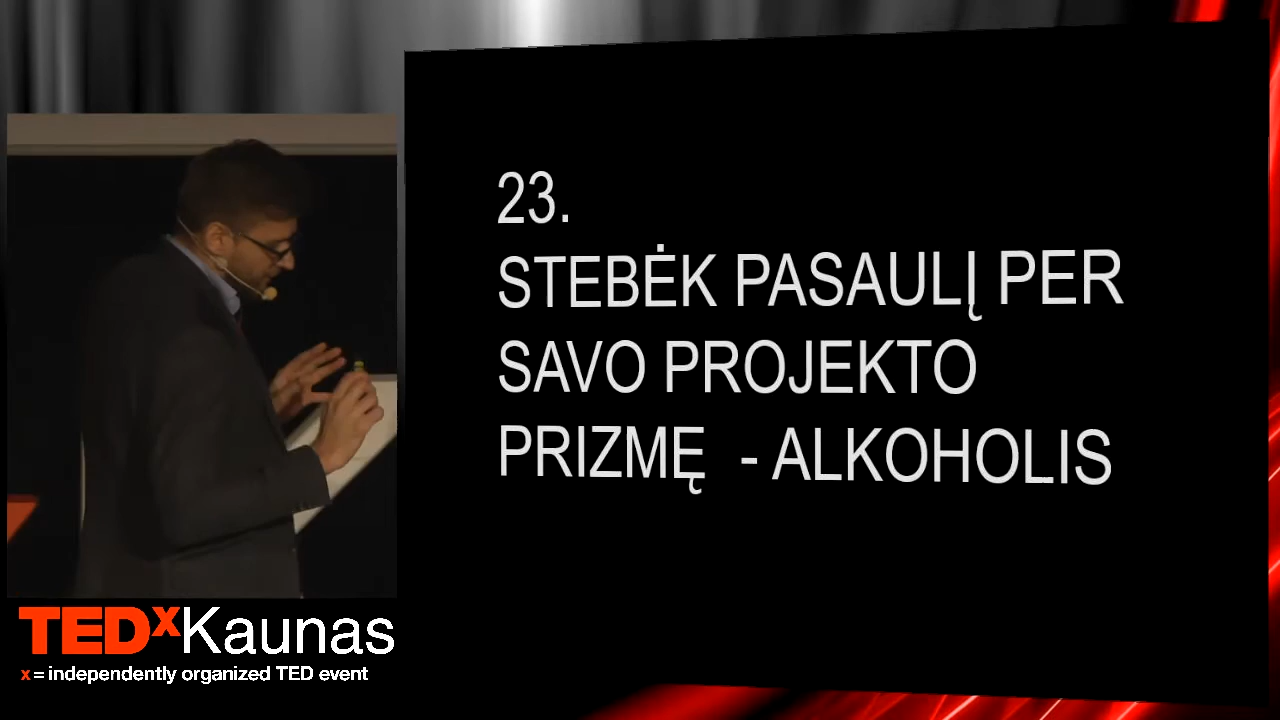 23.
STEBĖK PASAULĮ PER
SAVO PROJEKTO
PRIZMĘ - ALKOHOLIS
TEDxKaunas
x = independently organized TED event